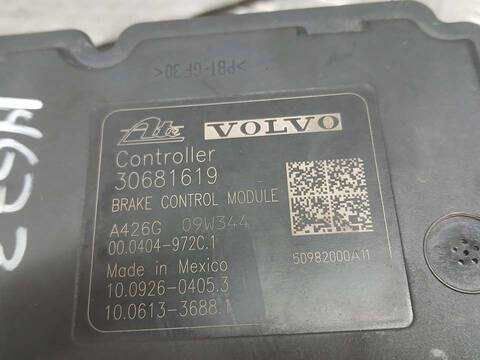 >PBT-GF30<
Ate VOLVO
Controller
30681619
BRAKE CONTROL MODULE
A426G 09W344
00.0404-972C.1
50982000A11
Made in Mexico
10.0926-0405.3
10.0613-3688.1